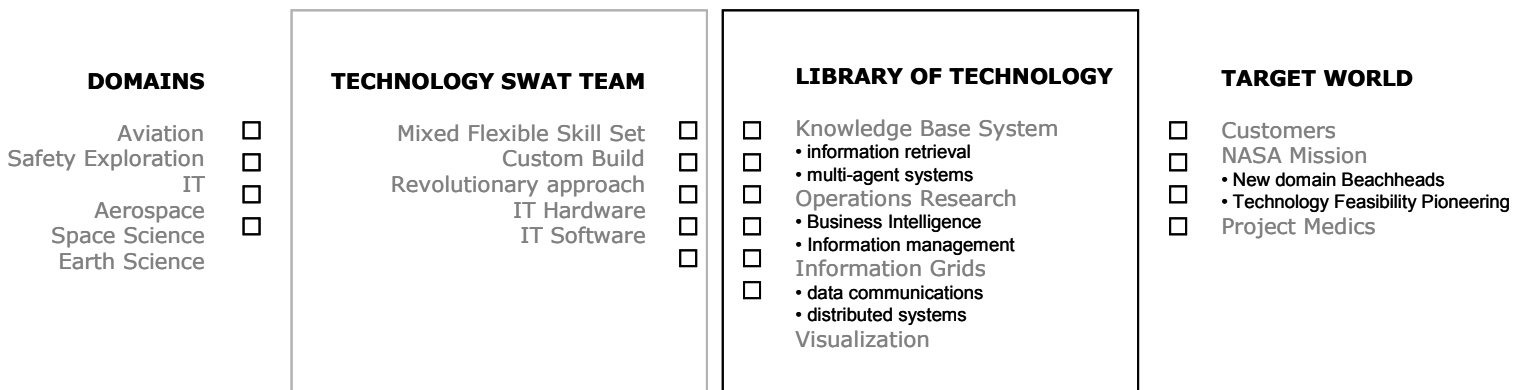 DOMAINS
Aviation
Safety Exploration
IT
Aerospace
Space Science
Earth Science
TECHNOLOGY SWAT TEAM
Mixed Flexible Skill Set
Custom Build
Revolutionary approach
IT Hardware
IT Software
LIBRARY OF TECHNOLOGY
Knowledge Base System
• information retrieval
• multi-agent systems
Operations Research
• Business Intelligence
• Information management
Information Grids
• data communications
• distributed systems
Visualization
TARGET WORLD
Customers
NASA Mission
• New domain Beachheads
• Technology Feasibility Pioneering
Project Medics